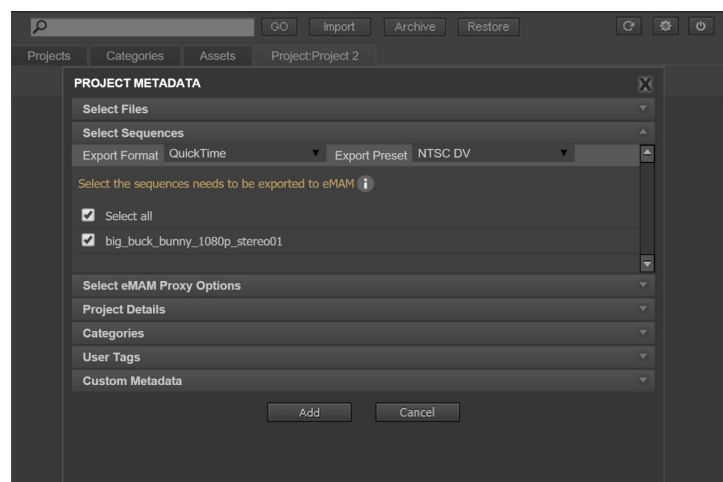 GO Import Archive Restore
Projects Categories Assets Project:Project 2
PROJECT METADATA X
Select Files
Select Sequences
Export Format QuickTime Export Preset NTSC DV
Select the sequences needs to be exported to eMAM i
Select all
big_buck_bunny_1080p_stereo01
Select eMAM Proxy Options
Project Details
Categories
User Tags
Custom Metadata
Add Cancel